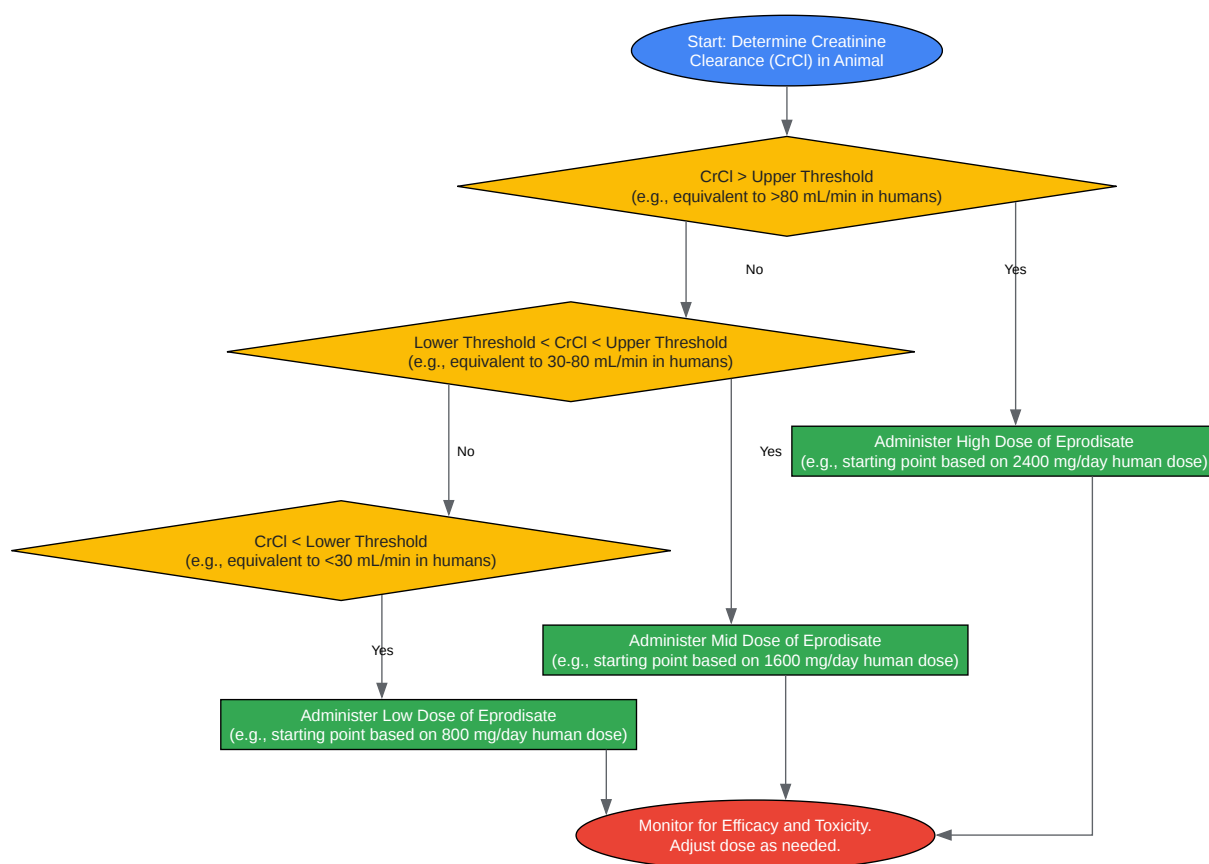 Start: Determine Creatinine
Clearance (CrCl) in Animal
CrCl > Upper Threshold
(e.g., equivalent to >80 mL/min in humans)
No
Yes
Lower Threshold < CrCl < Upper Threshold
(e.g., equivalent to 30-80 mL/min in humans)
No
Yes
Administer High Dose of Eprodisate
(e.g., starting point based on 2400 mg/day human dose)
CrCl < Lower Threshold
(e.g., equivalent to <30 mL/min in humans)
Yes
Administer Mid Dose of Eprodisate
(e.g., starting point based on 1600 mg/day human dose)
Administer Low Dose of Eprodisate
(e.g., starting point based on 800 mg/day human dose)
Monitor for Efficacy and Toxicity.
Adjust dose as needed.